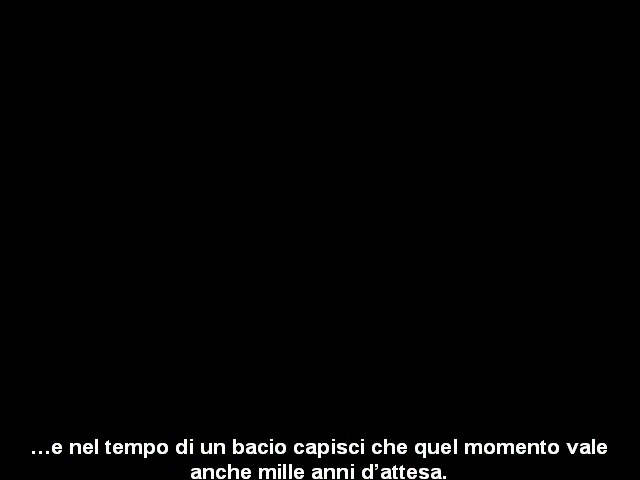 …e nel tempo di un bacio capisci che quel momento vale
anche mille anni d’attesa.